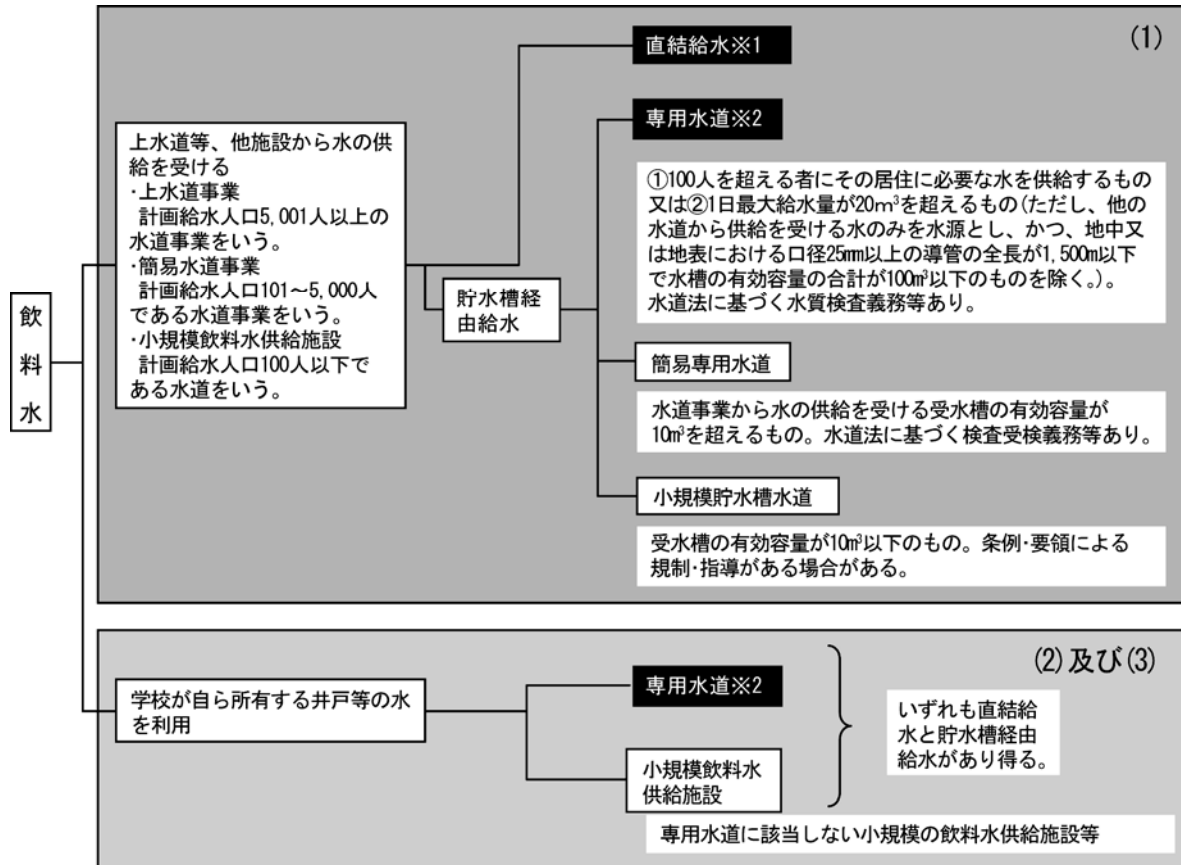 (1)
直結給水※1
専用水道※2
上水道等、他施設から水の供
給を受ける
・上水道事業
計画給水人口5,001人以上の
水道事業をいう。
・簡易水道事業
計画給水人口101～5,000人
である水道事業をいう。
・小規模飲料水供給施設
計画給水人口100人以下で
ある水道をいう。
①100人を超える者にその居住に必要な水を供給するもの
又は②1日最大給水量が20m³を超えるもの(ただし、他の
水道から供給を受ける水のみを水源とし、かつ、地中又
は地表における口径25mm以上の導管の全長が1,500m以下
で水槽の有効容量の合計が100m³以下のものを除く。)。
水道法に基づく水質検査義務等あり。
貯水槽経
由給水
飲料水
簡易専用水道
水道事業から水の供給を受ける受水槽の有効容量が
10m³を超えるもの。水道法に基づく検査受検義務等あり。
小規模貯水槽水道
受水槽の有効容量が10m³以下のもの。条例・要領による
規制・指導がある場合がある。
(2)及び(3)
学校が自ら所有する井戸等の水
を利用
専用水道※2
いずれも直結給
水と貯水槽経由
給水があり得る。
小規模飲料水
供給施設
専用水道に該当しない小規模の飲料水供給施設等